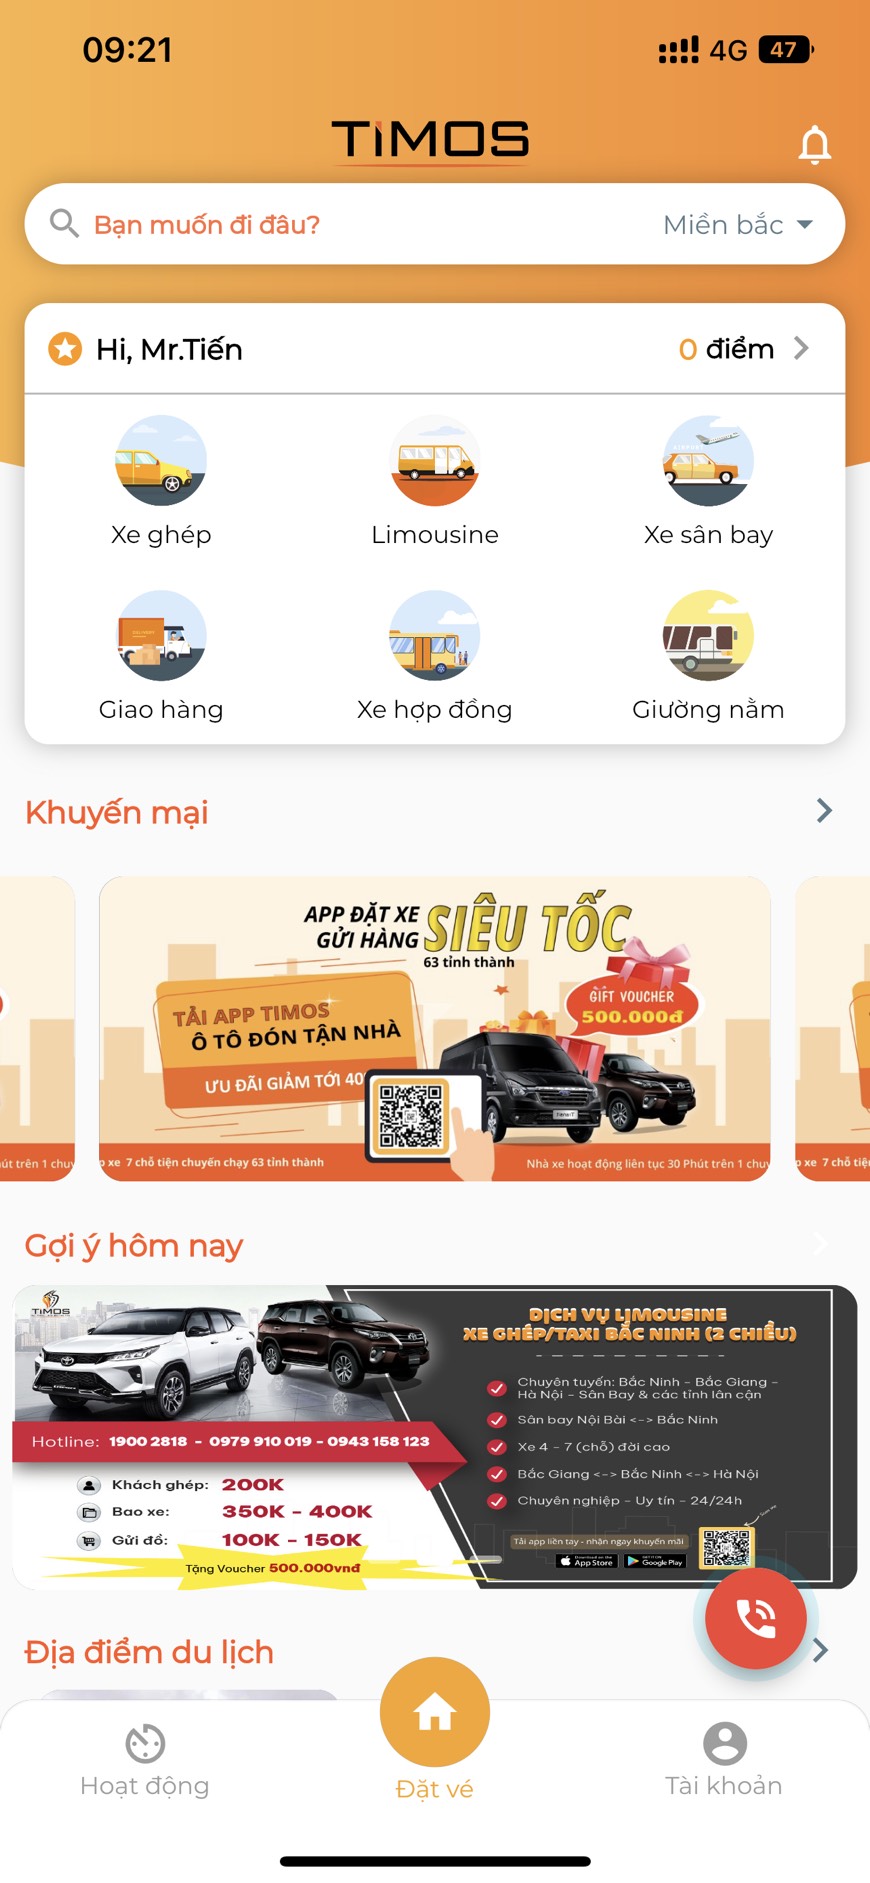 09:21
4G 47
TIMOS
Bạn muốn đi đâu?
Miền bắc
Hi, Mr.Tiến
0 điểm
Xe ghép
Limousine
Xe sân bay
Giao hàng
Xe hợp đồng
Giường nằm
Khuyến mại
APP ĐẶT XE
GỬI HÀNG
SIÊU TỐC
63 tỉnh thành
GIFT VOUCHER
500.000đ
TẢI APP TIMOS
Ô TÔ ĐÓN TẬN NHÀ
ƯU ĐÃI GIẢM TỚI 40
út trên 1 chuy
p xe 7 chỗ tiện chuyến chạy 63 tỉnh thành
Nhà xe hoạt động liên tục 30 Phút trên 1 chuy
p xe 7 chỗ tiệ
Gợi ý hôm nay
TIMOS
DỊCH VỤ LIMOUSINE
XE GHÉP/TAXI BẮC NINH (2 CHIỀU)
Chuyên tuyến: Bắc Ninh - Bắc Giang -
Hà Nội - Sân Bay & các tỉnh lân cận
Sân bay Nội Bài <-> Bắc Ninh
Xe 4 - 7 (chỗ) đời cao
Bắc Giang <-> Bắc Ninh <-> Hà Nội
Chuyên nghiệp - Uy tín - 24/24h
Hotline: 1900 2818 - 0979 910 019 - 0943 158 123
Khách ghép: 200K
Bao xe: 350K - 400K
Gửi đồ: 100K - 150K
Tặng Voucher 500.000vnđ
Tải app liền tay - nhận ngay khuyến mãi
App Store
Google Play
Địa điểm du lịch
Hoạt động
Đặt vé
Tài khoản